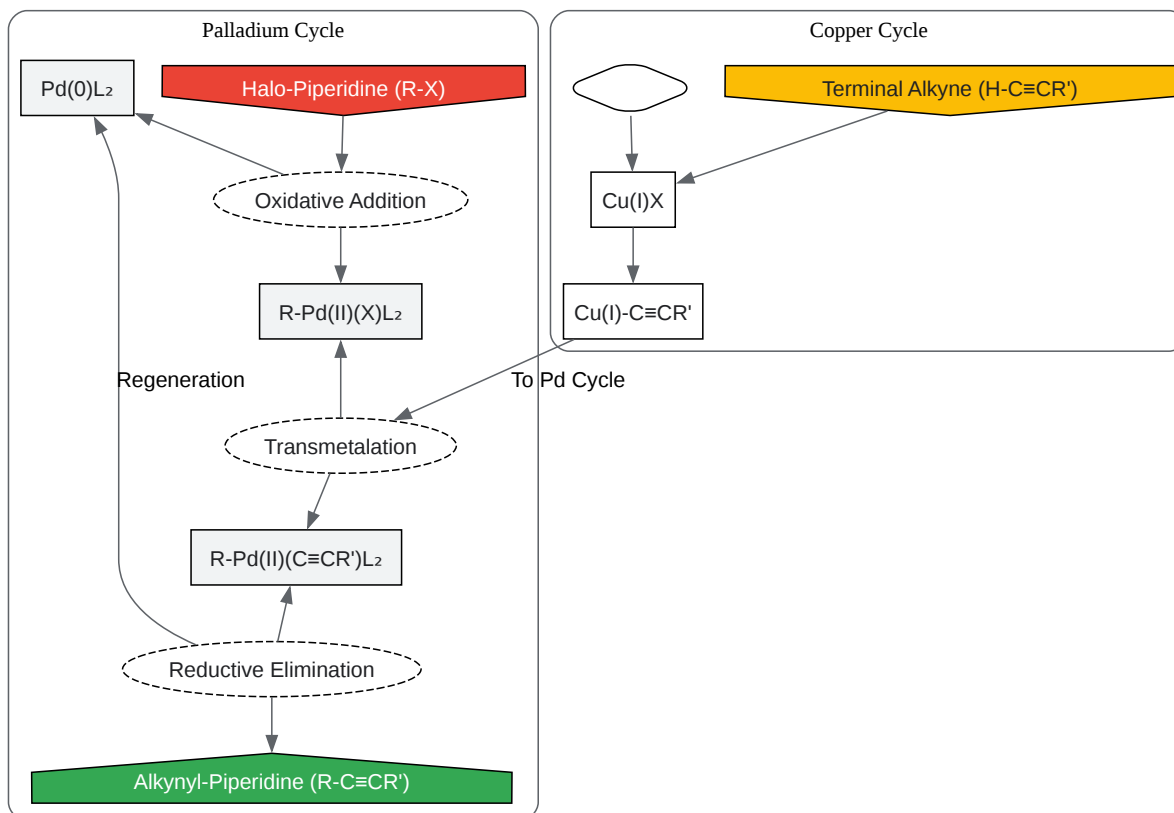 Palladium Cycle
Copper Cycle
Pd(0)L₂
Halo-Piperidine (R-X)
Terminal Alkyne (H-C≡CR')
Oxidative Addition
Cu(I)X
R-Pd(II)(X)L₂
Cu(I)-C≡CR'
Regeneration
To Pd Cycle
Transmetalation
R-Pd(II)(C≡CR')L₂
Reductive Elimination
Alkynyl-Piperidine (R-C≡CR')